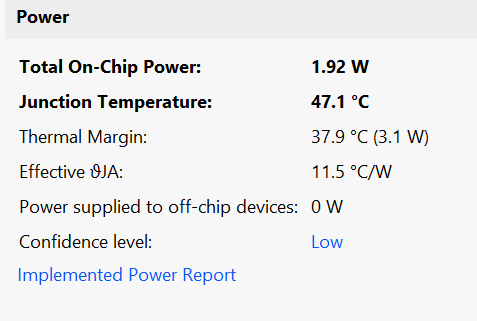 Power
Total On-Chip Power: 1.92 W
Junction Temperature: 47.1 °C
Thermal Margin: 37.9 °C (3.1 W)
Effective ϑJA: 11.5 °C/W
Power supplied to off-chip devices: 0 W
Confidence level: Low
Implemented Power Report